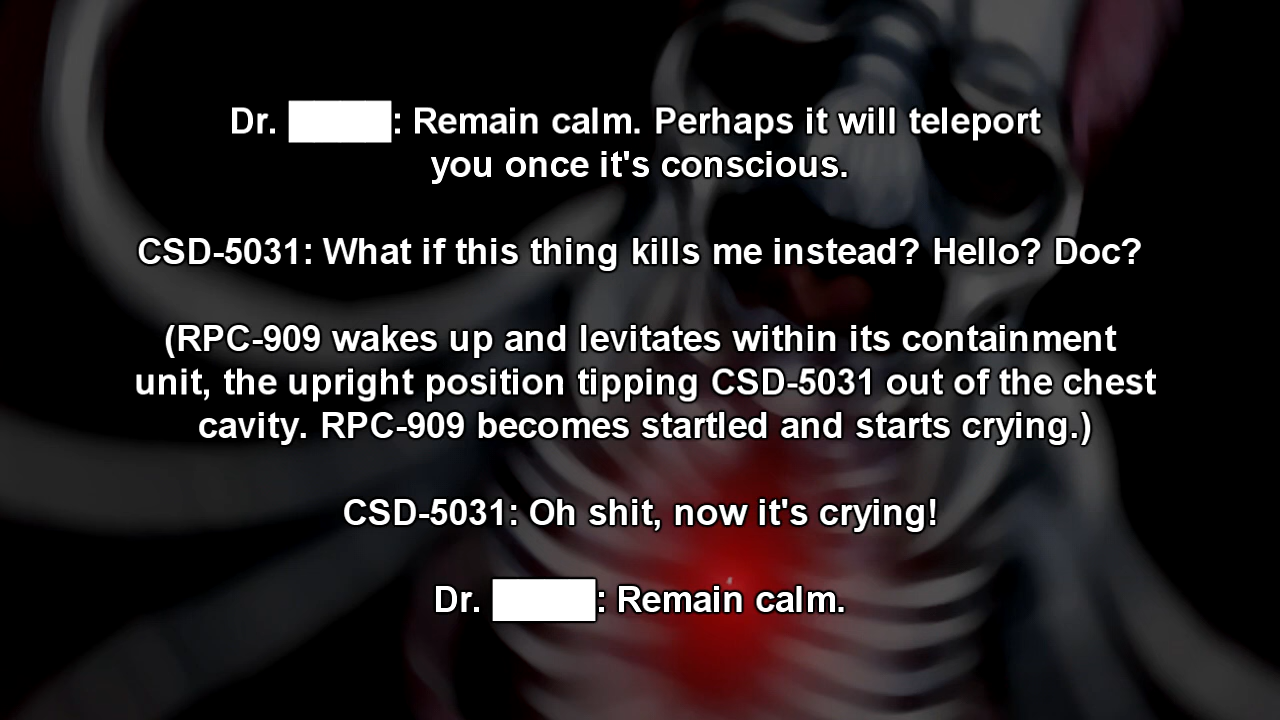 Dr. █████: Remain calm. Perhaps it will teleport
you once it's conscious.
CSD-5031: What if this thing kills me instead? Hello? Doc?
(RPC-909 wakes up and levitates within its containment
unit, the upright position tipping CSD-5031 out of the chest
cavity. RPC-909 becomes startled and starts crying.)
CSD-5031: Oh shit, now it's crying!
Dr. █████: Remain calm.